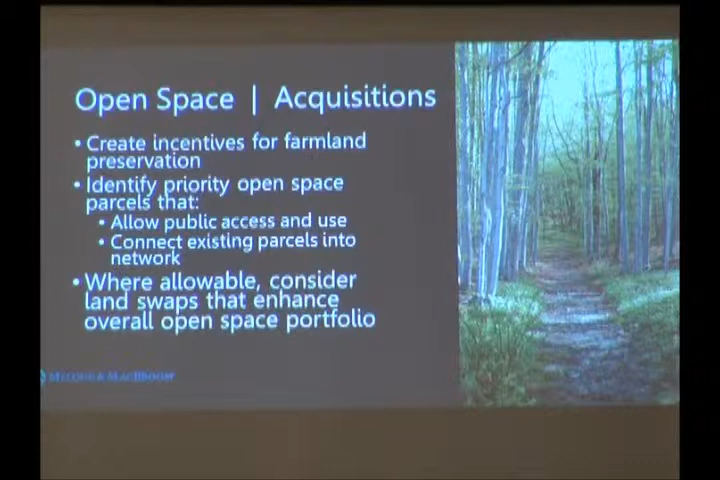 Open Space | Acquisitions
• Create incentives for farmland
preservation
• Identify priority open space
parcels that:
• Allow public access and use
• Connect existing parcels into
network
• Where allowable, consider
land swaps that enhance
overall open space portfolio